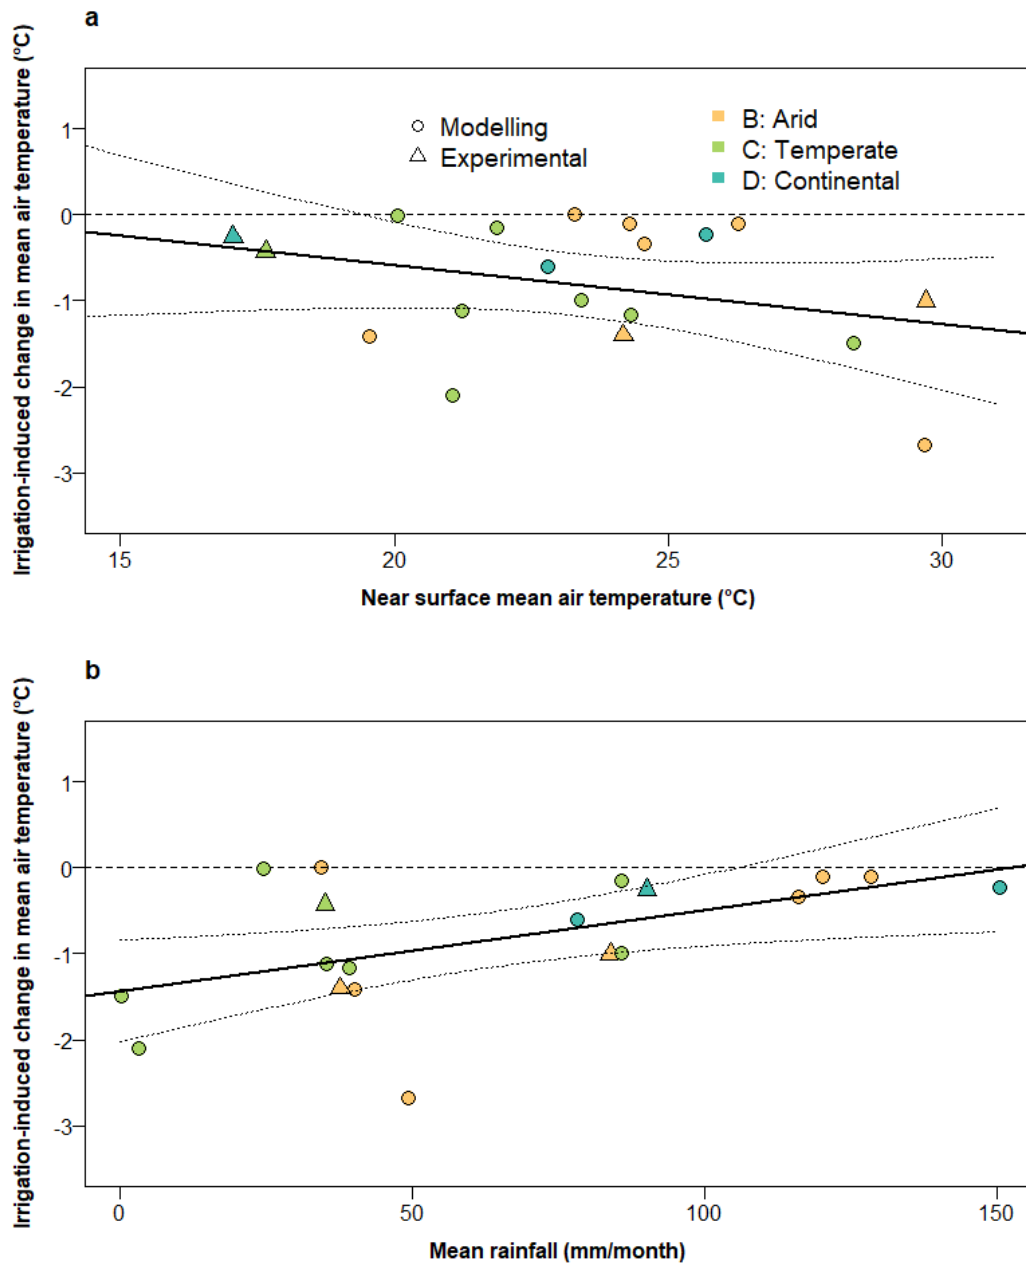 a
Irrigation-induced change in mean air temperature (°C)
1
0
-1
-2
-3
Modelling
Experimental
B: Arid
C: Temperate
D: Continental
15 20 25 30
Near surface mean air temperature (°C)
b
Irrigation-induced change in mean air temperature (°C)
1
0
-1
-2
-3
0 50 100 150
Mean rainfall (mm/month)